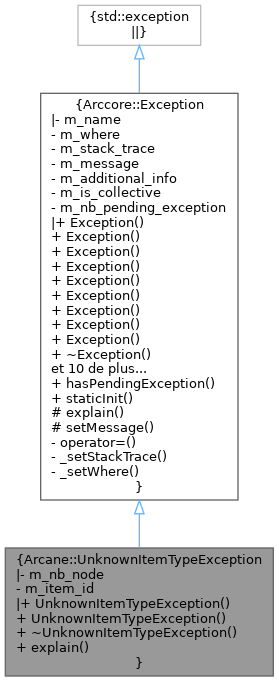 {std::exception
||}
{Arccore::Exception
|- m_name
- m_where
- m_stack_trace
- m_message
- m_additional_info
- m_is_collective
- m_nb_pending_exception
|+ Exception()
+ Exception()
+ Exception()
+ Exception()
+ Exception()
+ Exception()
+ Exception()
+ Exception()
+ Exception()
+ ~Exception()
et 10 de plus...
+ hasPendingException()
+ staticInit()
# explain()
# setMessage()
- operator=()
- _setStackTrace()
- _setWhere()
}
{Arcane::UnknownItemTypeException
|- m_nb_node
- m_item_id
|+ UnknownItemTypeException()
+ UnknownItemTypeException()
+ ~UnknownItemTypeException()
+ explain()
}